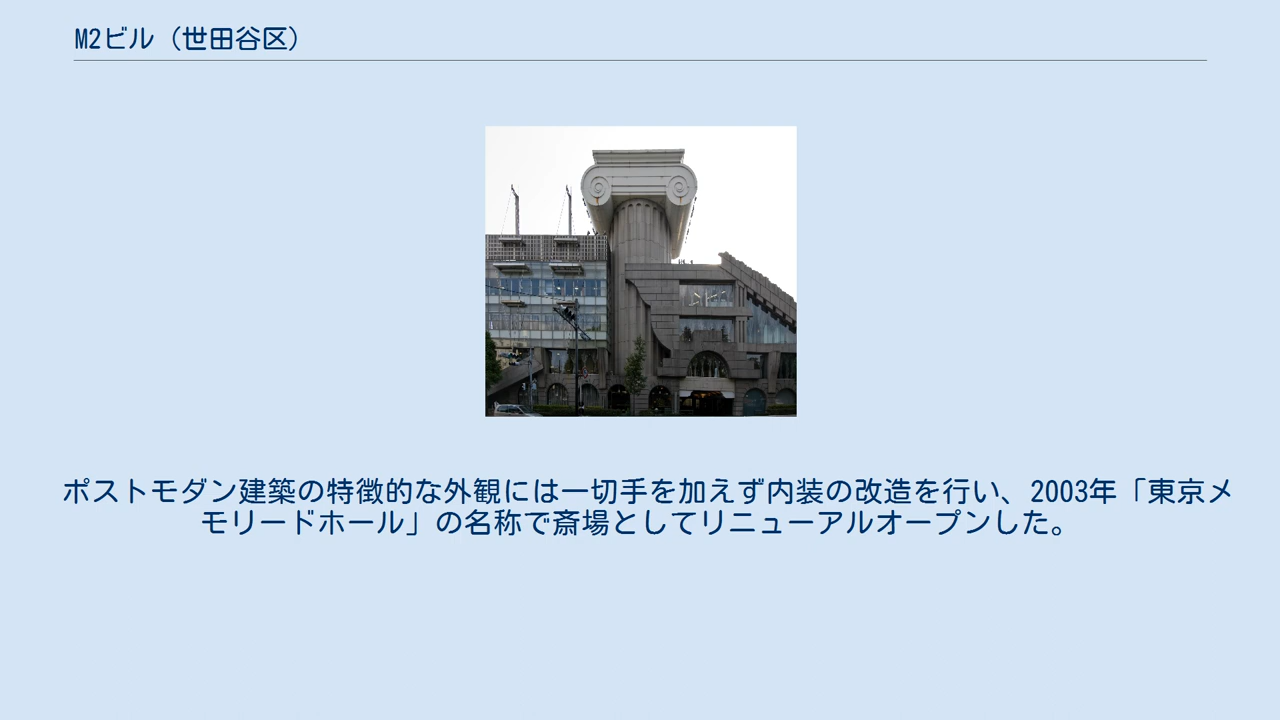 M2ビル（世田谷区）
ポストモダン建築の特徴的な外観には一切手を加えず内装の改造を行い、2003年「東京メ
モリードホール」の名称で斎場としてリニューアルオープンした。